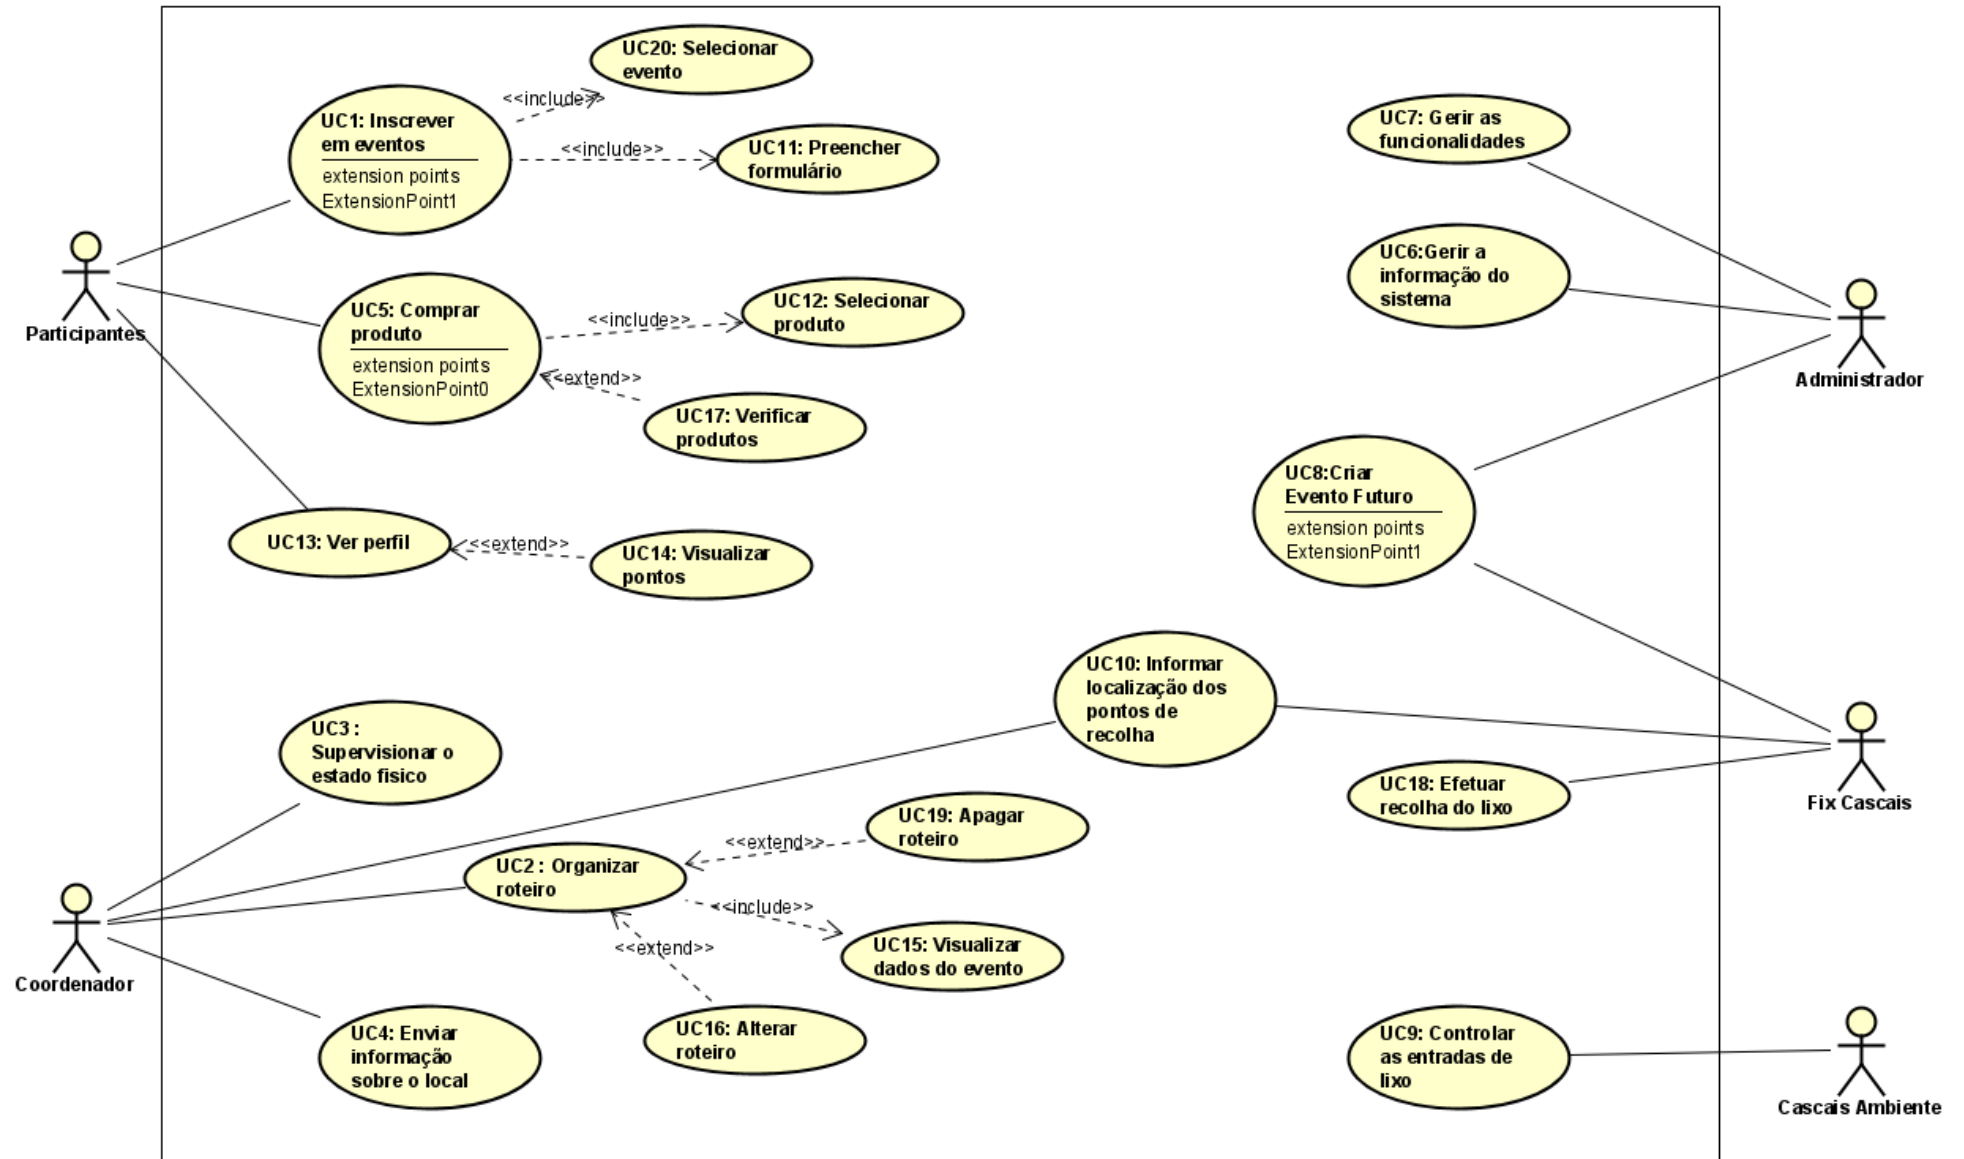 UC20: Selecionar
evento
<<include>>
UC1: Inscrever
em eventos
extension points
ExtensionPoint1
<<include>>
UC11: Preencher
formulário
UC7: Gerir as
funcionalidades
UC6:Gerir a
informação do
sistema
Participantes
Administrador
UC5: Comprar
produto
extension points
ExtensionPoint0
<<include>>
UC12: Selecionar
produto
<<extend>>
UC17: Verificar
produtos
UC8:Criar
Evento Futuro
extension points
ExtensionPoint1
UC13: Ver perfil
<<extend>>
UC14: Visualizar
pontos
UC10: Informar
localização dos
pontos de
recolha
UC3 :
Supervisionar o
estado fisico
UC18: Efetuar
recolha do lixo
Fix Cascais
UC19: Apagar
roteiro
<<extend>>
UC2 : Organizar
roteiro
<<include>>
UC15: Visualizar
dados do evento
<<extend>>
UC16: Alterar
roteiro
Coordenador
UC4: Enviar
informação
sobre o local
UC9: Controlar
as entradas de
lixo
Cascais Ambiente